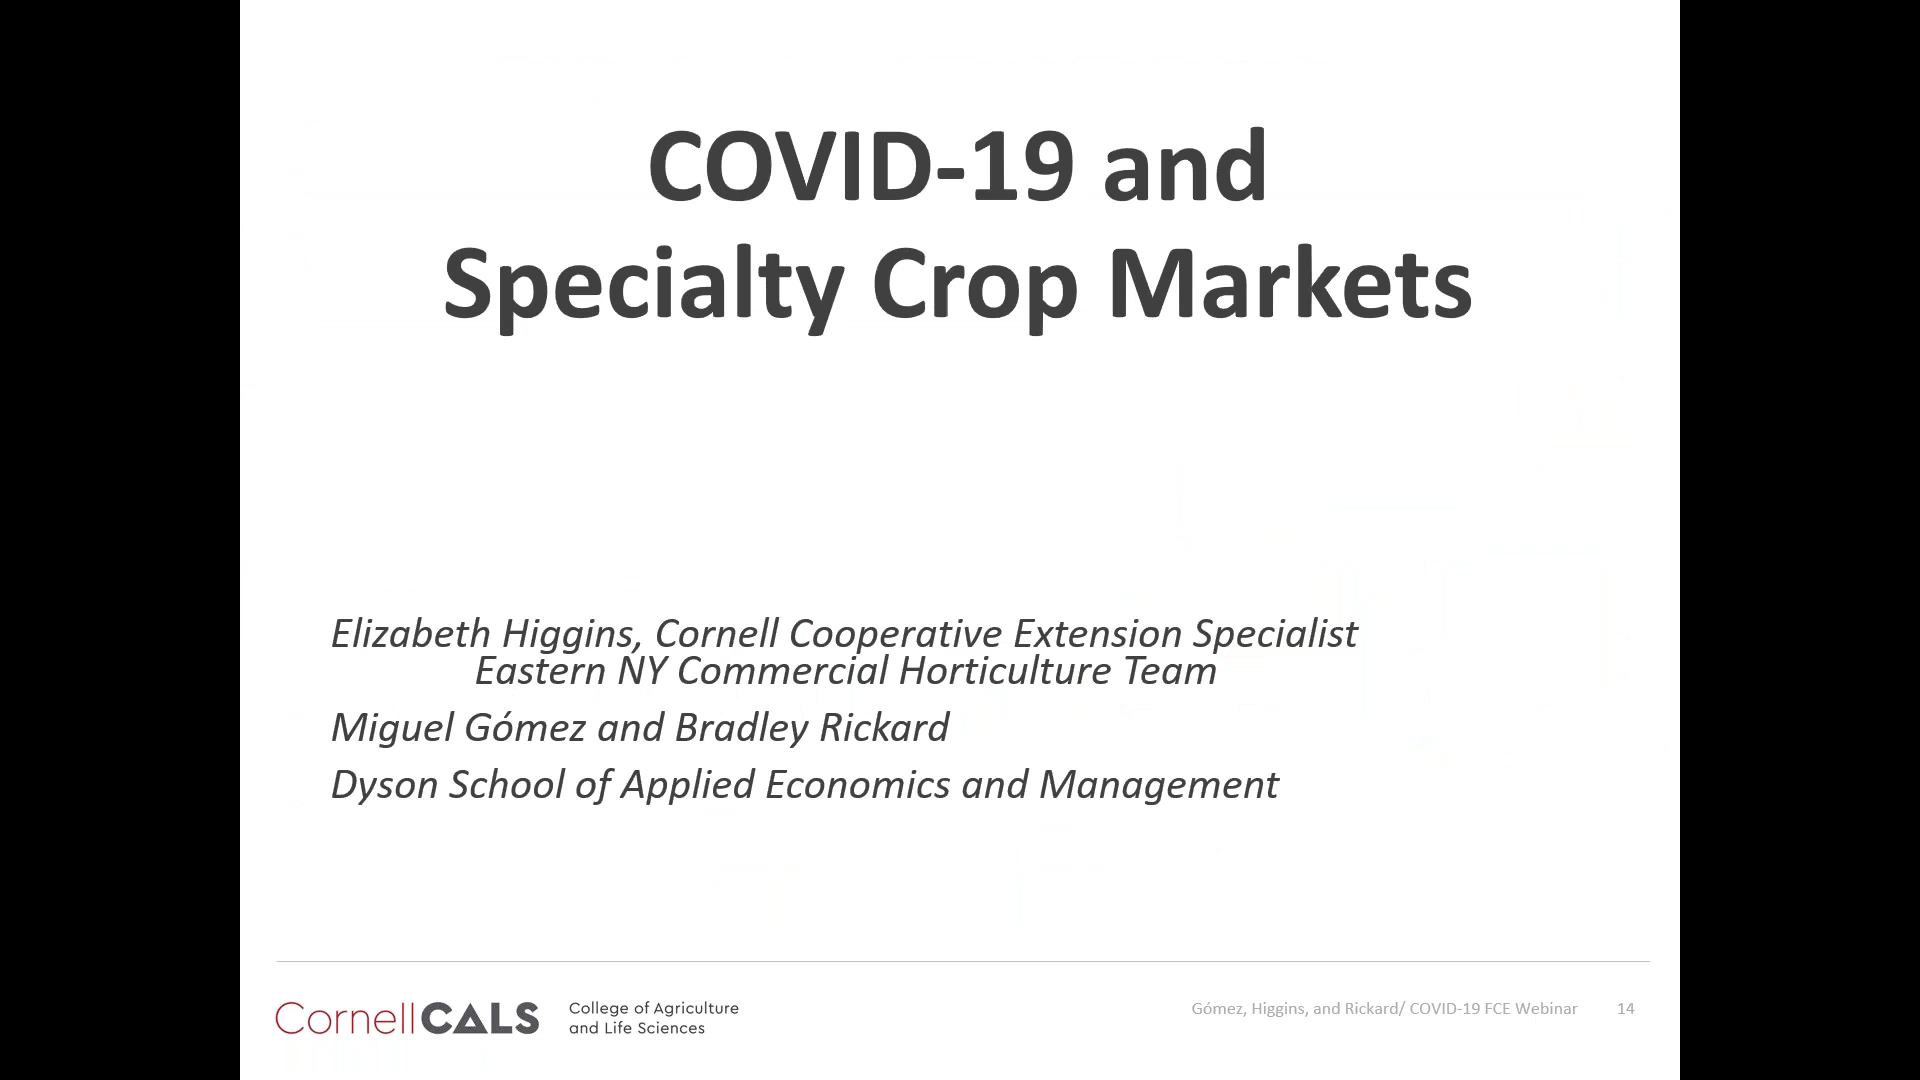 COVID-19 and
Specialty Crop Markets
Elizabeth Higgins, Cornell Cooperative Extension Specialist
Eastern NY Commercial Horticulture Team
Miguel Gómez and Bradley Rickard
Dyson School of Applied Economics and Management
CornellCALS
College of Agriculture
and Life Sciences
Gómez, Higgins, and Rickard/ COVID-19 FCE Webinar 14